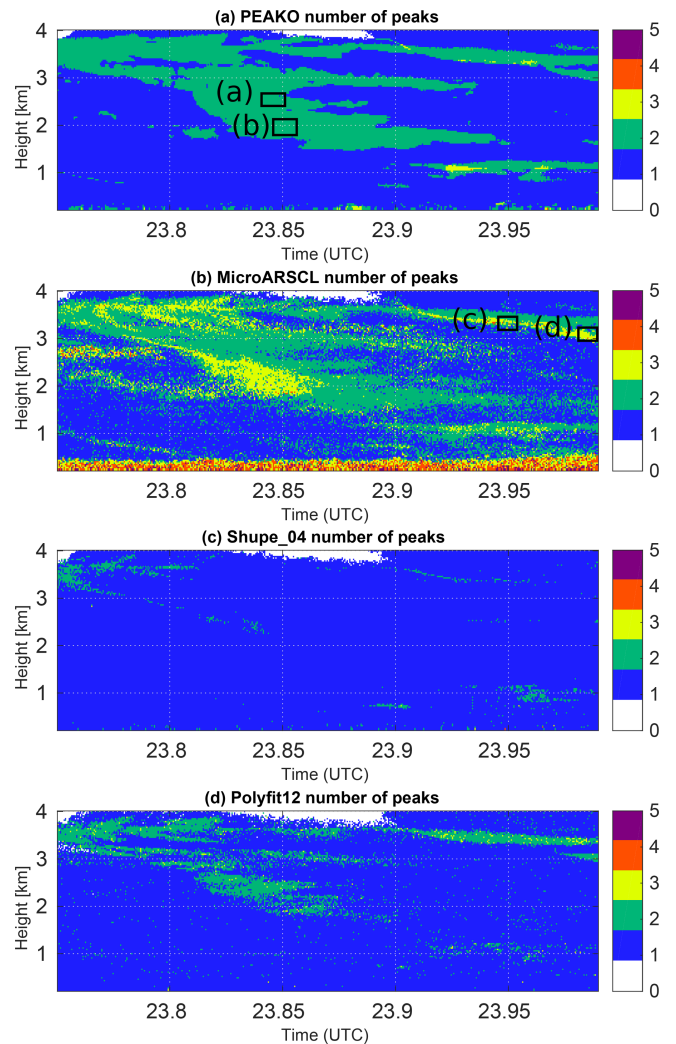 (a) PEAKO number of peaks
4
3
2
1
Height [km]
(a)
(b)
23.8 23.85 23.9 23.95
Time (UTC)
5
4
3
2
1
0
(b) MicroARSCL number of peaks
4
3
2
1
Height [km]
(c)
(d)
23.8 23.85 23.9 23.95
Time (UTC)
5
4
3
2
1
0
(c) Shupe_04 number of peaks
4
3
2
1
Height [km]
23.8 23.85 23.9 23.95
Time (UTC)
5
4
3
2
1
0
(d) Polyfit12 number of peaks
4
3
2
1
Height [km]
23.8 23.85 23.9 23.95
Time (UTC)
5
4
3
2
1
0